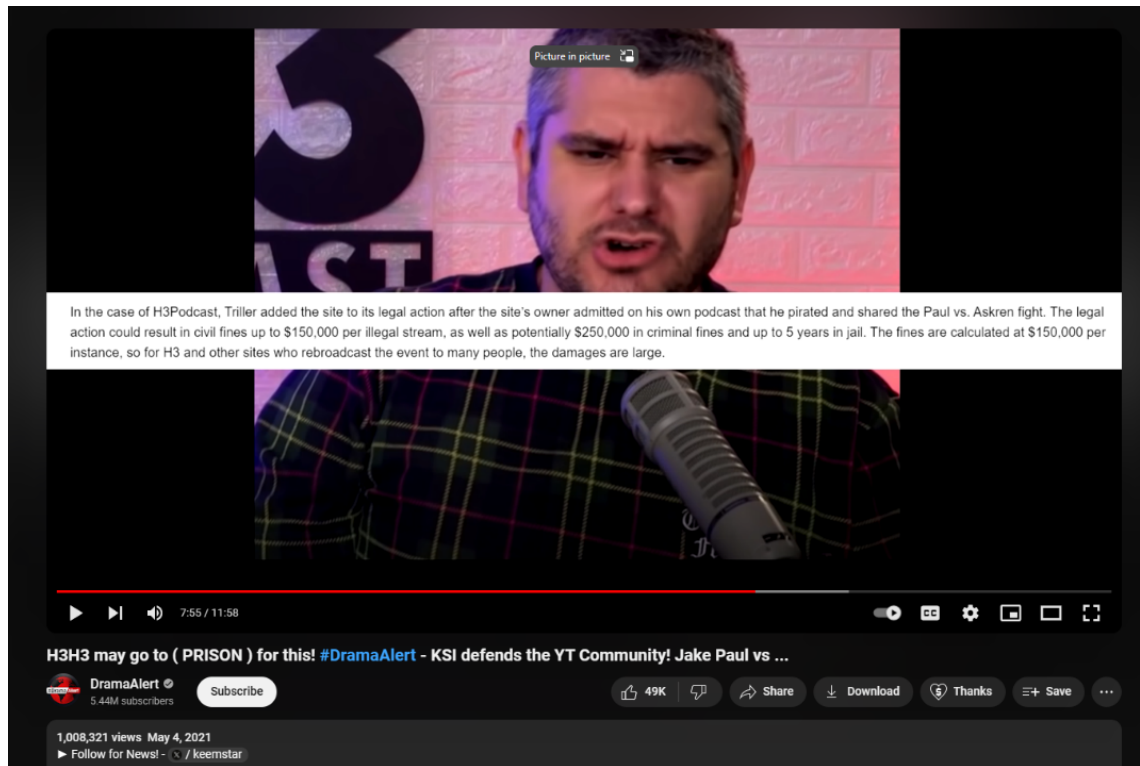 Picture in picture
3
AST
In the case of H3Podcast, Triller added the site to its legal action after the site's owner admitted on his own podcast that he pirated and shared the Paul vs. Askren fight. The legal
action could result in civil fines up to $150,000 per illegal stream, as well as potentially $250,000 in criminal fines and up to 5 years in jail. The fines are calculated at $150,000 per
instance, so for H3 and other sites who rebroadcast the event to many people, the damages are large.
7:55 / 11:58
CC
H3H3 may go to ( PRISON ) for this! #DramaAlert - KSI defends the YT Community! Jake Paul vs ...
DramaAlert
5.44M subscribers
Subscribe
49K
Share
Download
Thanks
Save
1,008,321 views May 4, 2021
► Follow for News! - X / keemstar